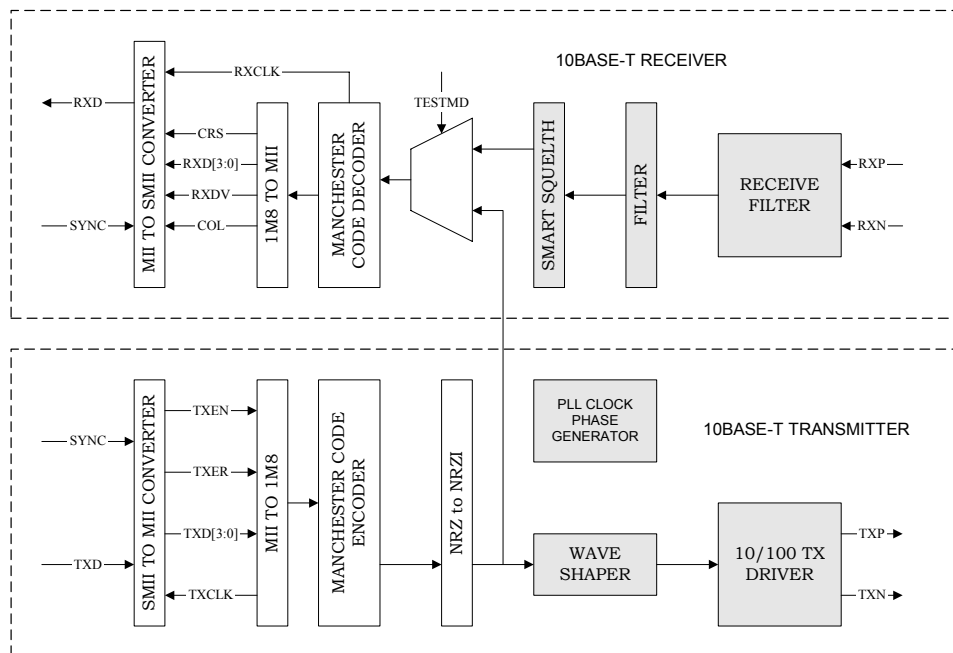 10BASE-T RECEIVER
MII TO SMII CONVERTER
RXD
SYNC
RXCLK
CRS
RXD[3:0]
RXDV
COL
1M8 TO MII
MANCHESTER
CODE DECODER
TESTMD
SMART SQUELTH
FILTER
RECEIVE
FILTER
RXP
RXN
10BASE-T TRANSMITTER
SYNC
TXD
SMII TO MII CONVERTER
TXEN
TXER
TXD[3:0]
TXCLK
MII TO 1M8
MANCHESTER CODE
ENCODER
NRZ to NRZI
PLL CLOCK
PHASE
GENERATOR
WAVE
SHAPER
10/100 TX
DRIVER
TXP
TXN